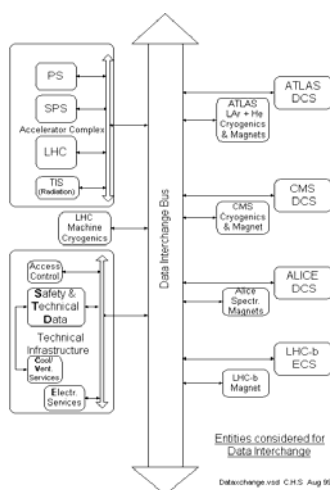 PS
SPS
Accelerator Complex
LHC
TIS
(Radiation)
LHC
Machine
Cryogenics
Access
Control
Safety &
Technical
Data
Technical
Infrastructure
Cool/
Vent.
Services
Electr.
Services
Data Interchange Bus
ATLAS
DCS
ATLAS
LAr + He
Cryogenics
& Magnets
CMS
DCS
CMS
Cryogenics
& Magnet
ALICE
DCS
Alice
Spectr.
Magnets
LHC-b
ECS
LHC-b
Magnet
Entities considered for
Data Interchange
Dataxchange.vsd C.H.S Aug 99